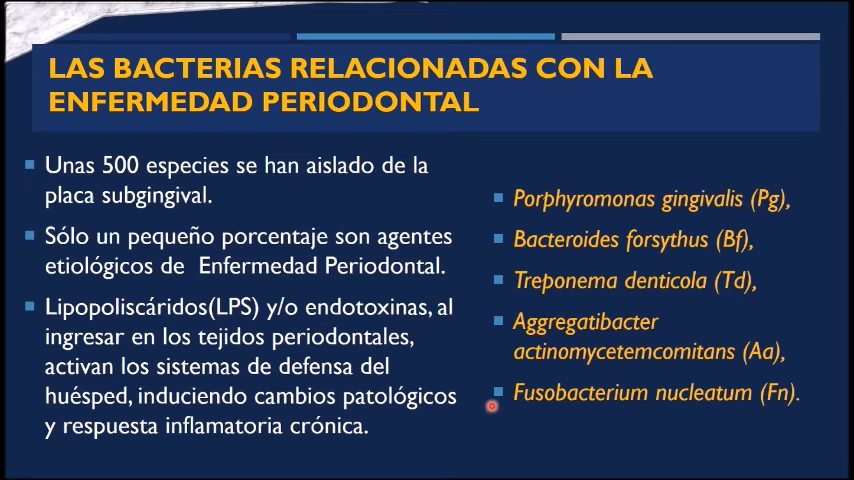 LAS BACTERIAS RELACIONADAS CON LA
ENFERMEDAD PERIODONTAL
Unas 500 especies se han aislado de la
placa subgingival.
Sólo un pequeño porcentaje son agentes
etiológicos de Enfermedad Periodontal.
Lipopoliscáridos(LPS) y/o endotoxinas, al
ingresar en los tejidos periodontales,
activan los sistemas de defensa del
huésped, induciendo cambios patológicos
y respuesta inflamatoria crónica.
Porphyromonas gingivalis (Pg),
Bacteroides forsythus (Bf),
Treponema denticola (Td),
Aggregatibacter
actinomycetemcomitans (Aa),
Fusobacterium nucleatum (Fn).